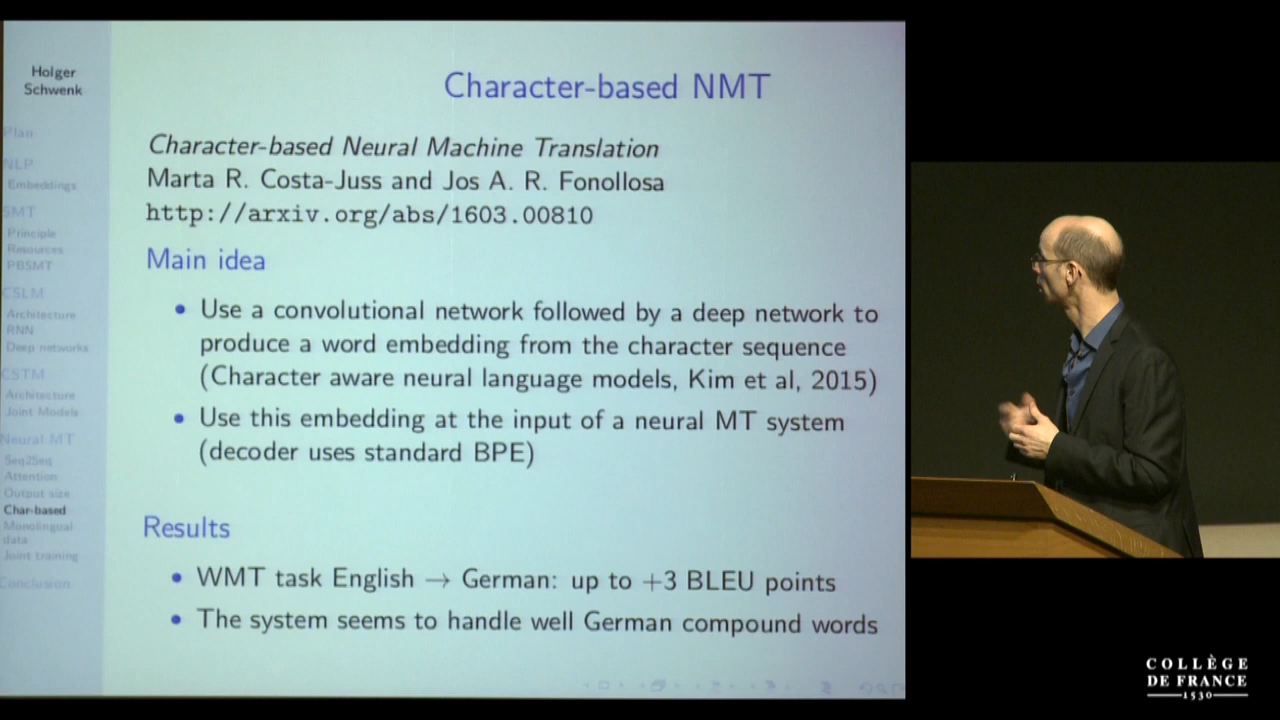 Holger
Schwenk
Plan
NLP
Embeddings
SMT
Principle
Resources
PBSMT
CSLM
Architecture
RNN
Deep networks
CSTM
Architecture
Joint Models
Neural MT
Seq2Seq
Attention
Output size
Char-based
Monolingual
data
Joint training
Conclusion
Character-based NMT
Character-based Neural Machine Translation
Marta R. Costa-Juss and Jos A. R. Fonollosa
http://arxiv.org/abs/1603.00810
Main idea
• Use a convolutional network followed by a deep network to
produce a word embedding from the character sequence
(Character aware neural language models, Kim et al, 2015)
• Use this embedding at the input of a neural MT system
(decoder uses standard BPE)
Results
• WMT task English → German: up to +3 BLEU points
• The system seems to handle well German compound words
COLLÈGE
DE FRANCE
1530